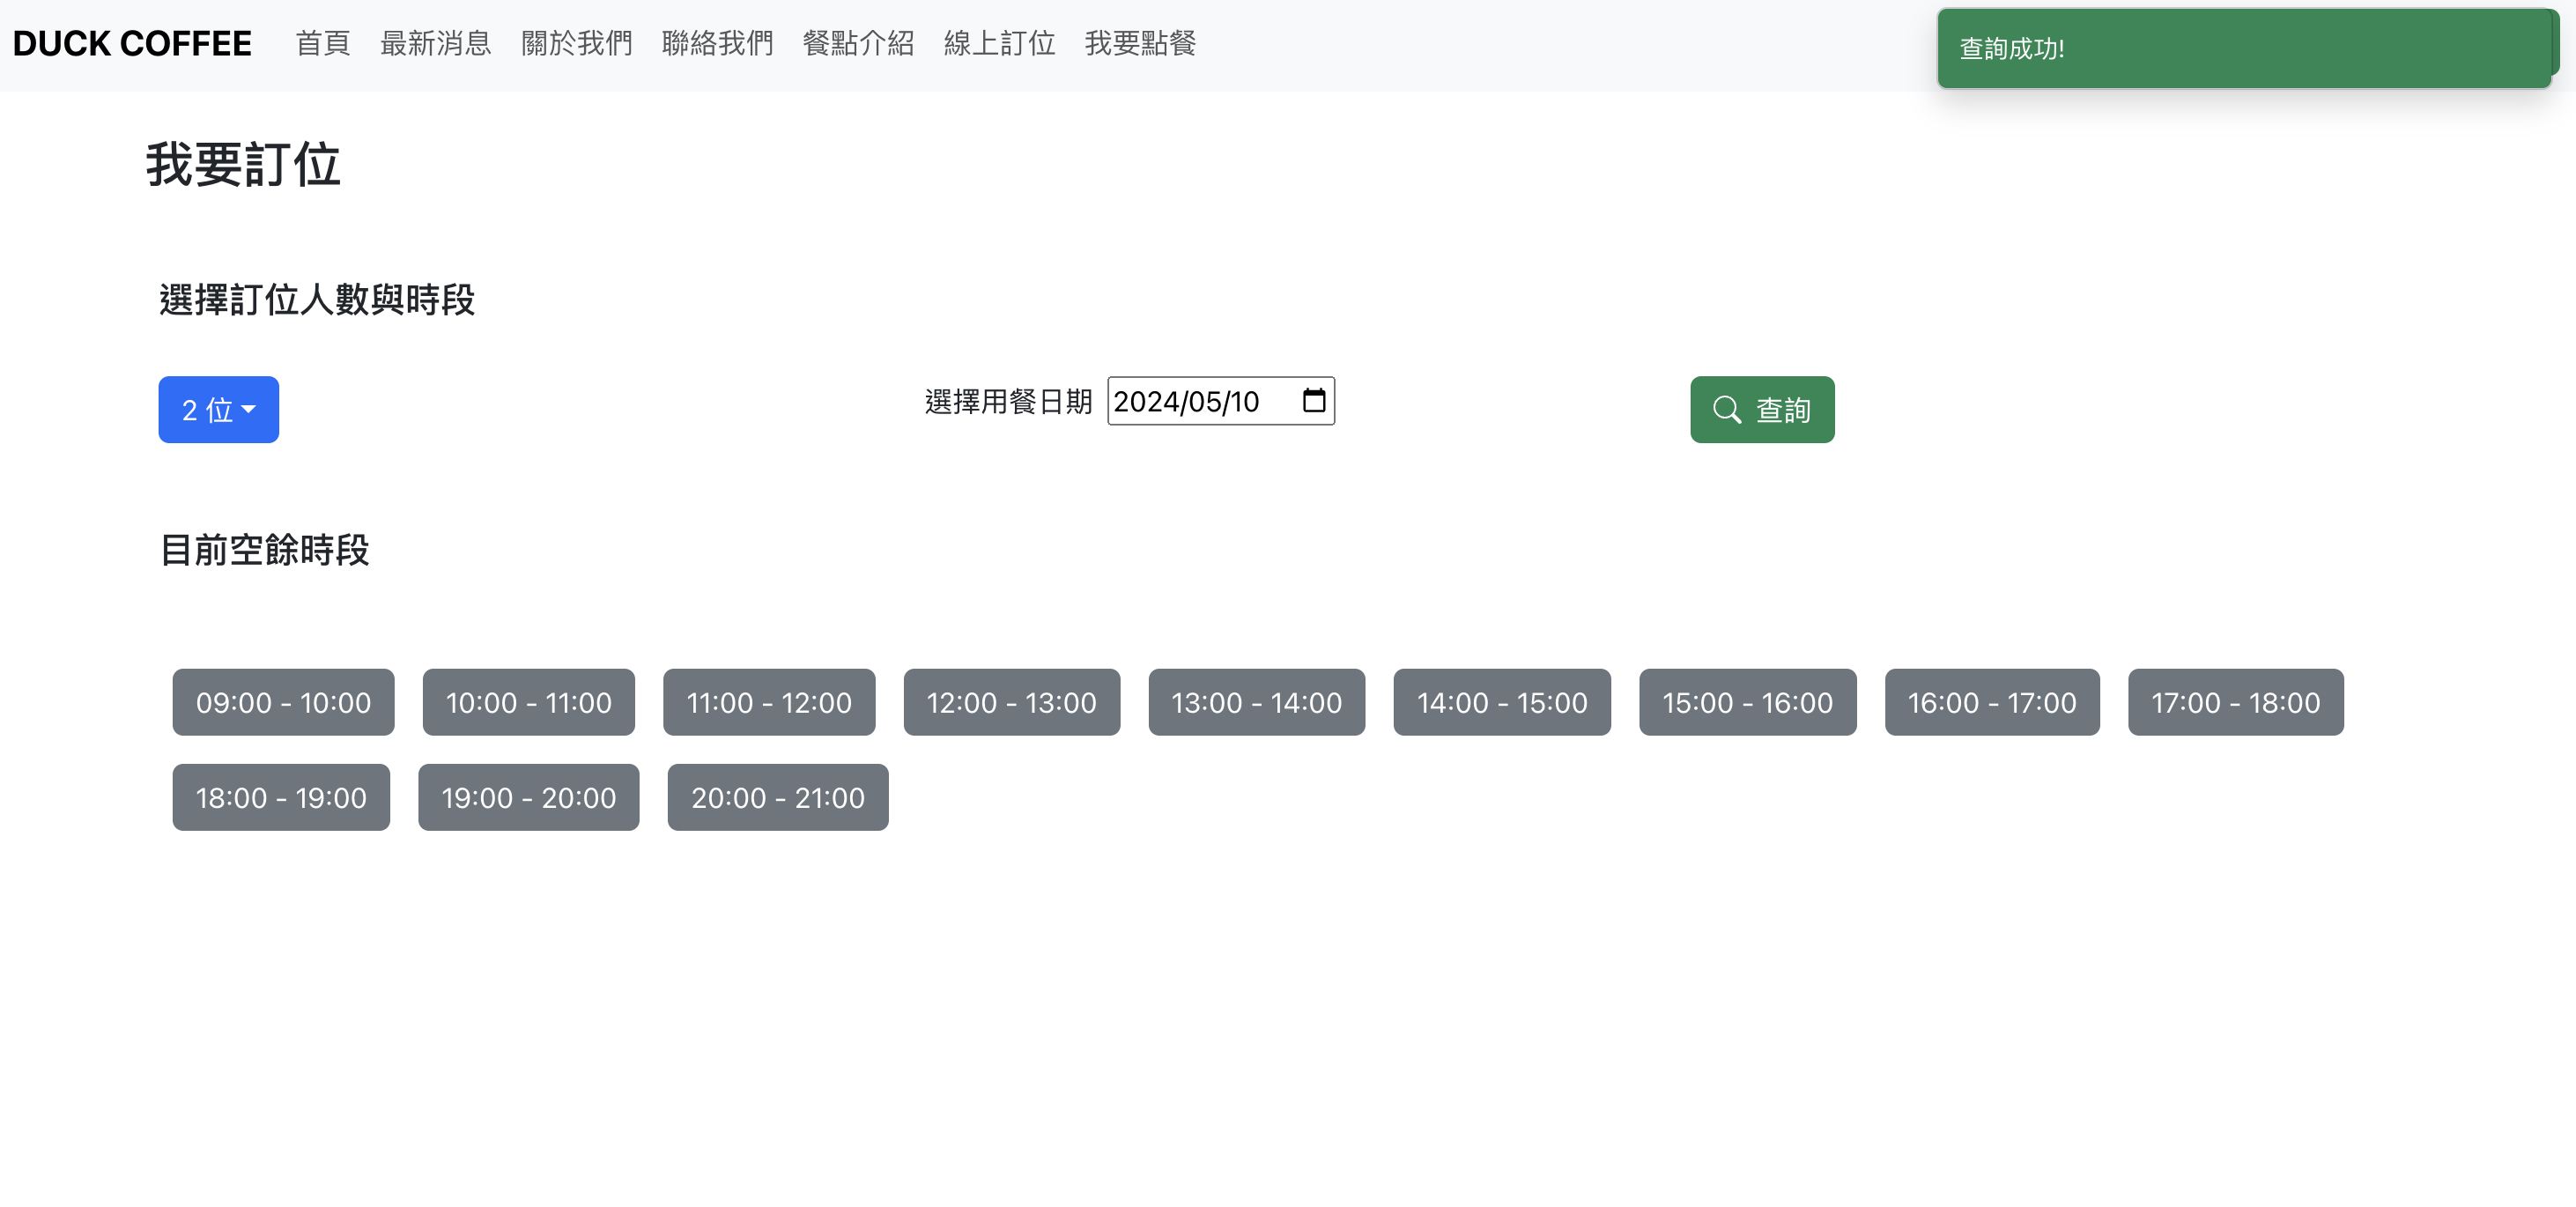 DUCK COFFEE 首頁 最新消息 關於我們 聯絡我們 餐點介紹 線上訂位 我要點餐 查詢成功!
我要訂位
選擇訂位人數與時段
2 位 選擇用餐日期 2024/05/10 查詢
目前空餘時段
09:00 - 10:00 10:00 - 11:00 11:00 - 12:00 12:00 - 13:00 13:00 - 14:00 14:00 - 15:00 15:00 - 16:00 16:00 - 17:00 17:00 - 18:00
18:00 - 19:00 19:00 - 20:00 20:00 - 21:00